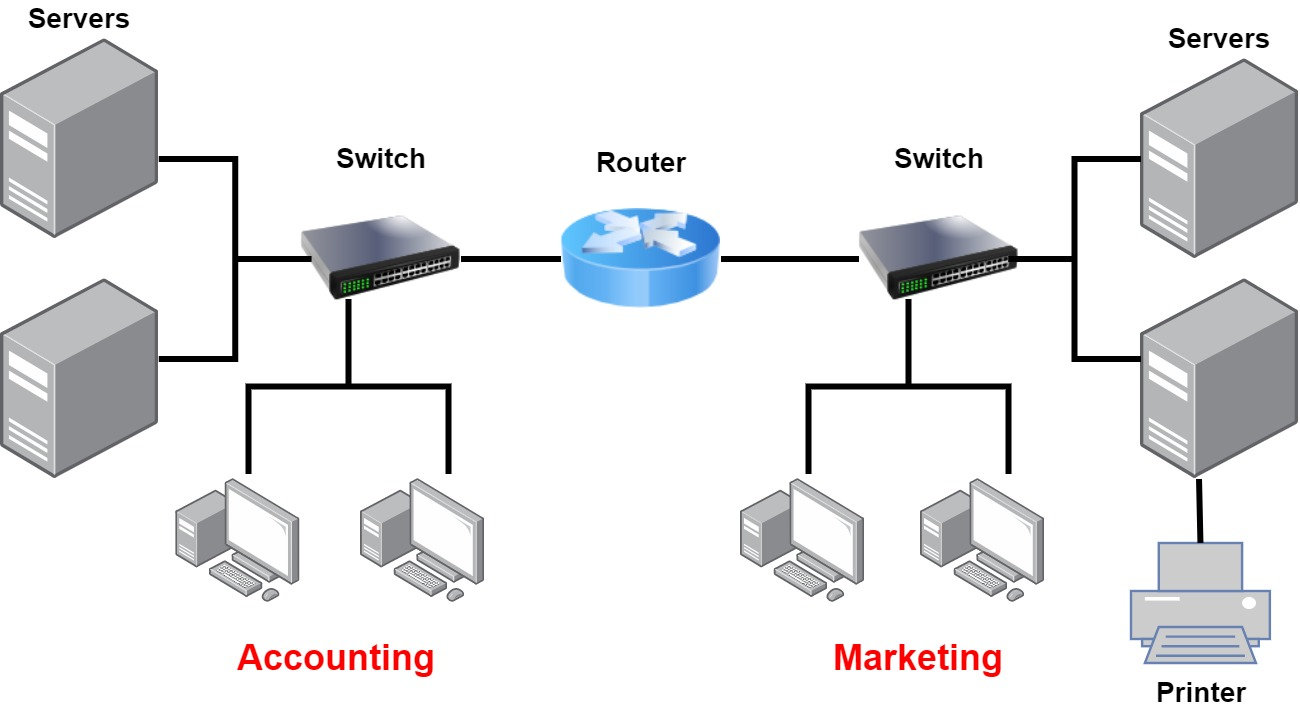 Servers
Servers
Switch
Router
Switch
Accounting
Marketing
Printer